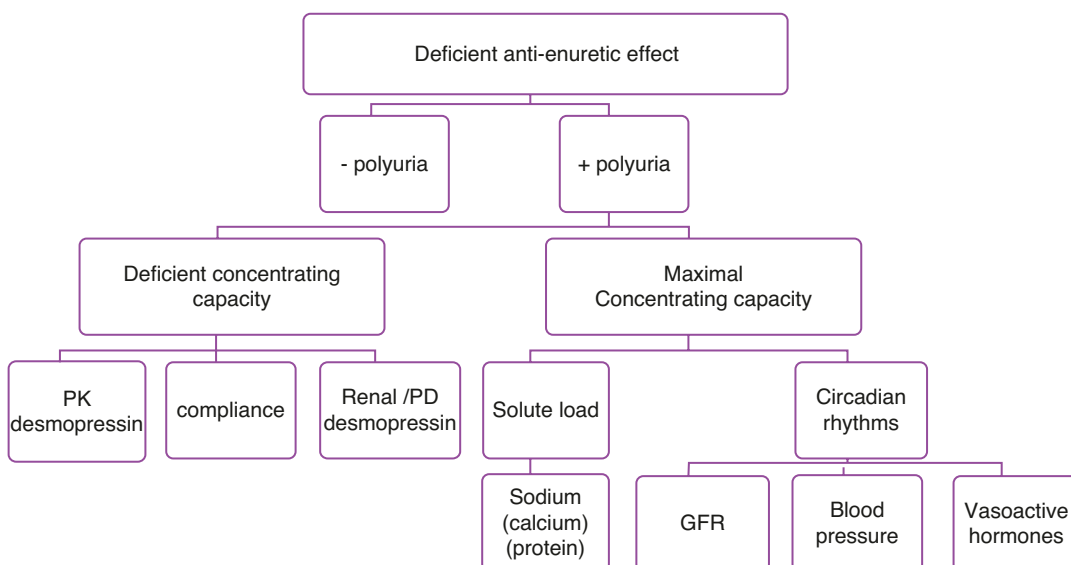 Deficient anti-enuretic effect
- polyuria
+ polyuria
Deficient concentrating
capacity
Maximal
Concentrating capacity
PK
desmopressin
compliance
Renal /PD
desmopressin
Solute load
Circadian
rhythms
Sodium
(calcium)
(protein)
GFR
Blood
pressure
Vasoactive
hormones